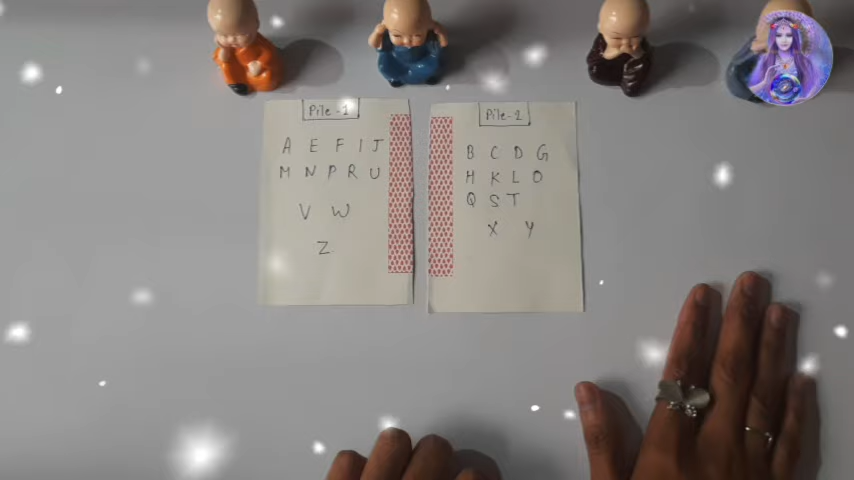 Pile-1
A E F I J
M N P R U
V W
Z
Pile-2
B C D G
H K L O
Q S T
X Y